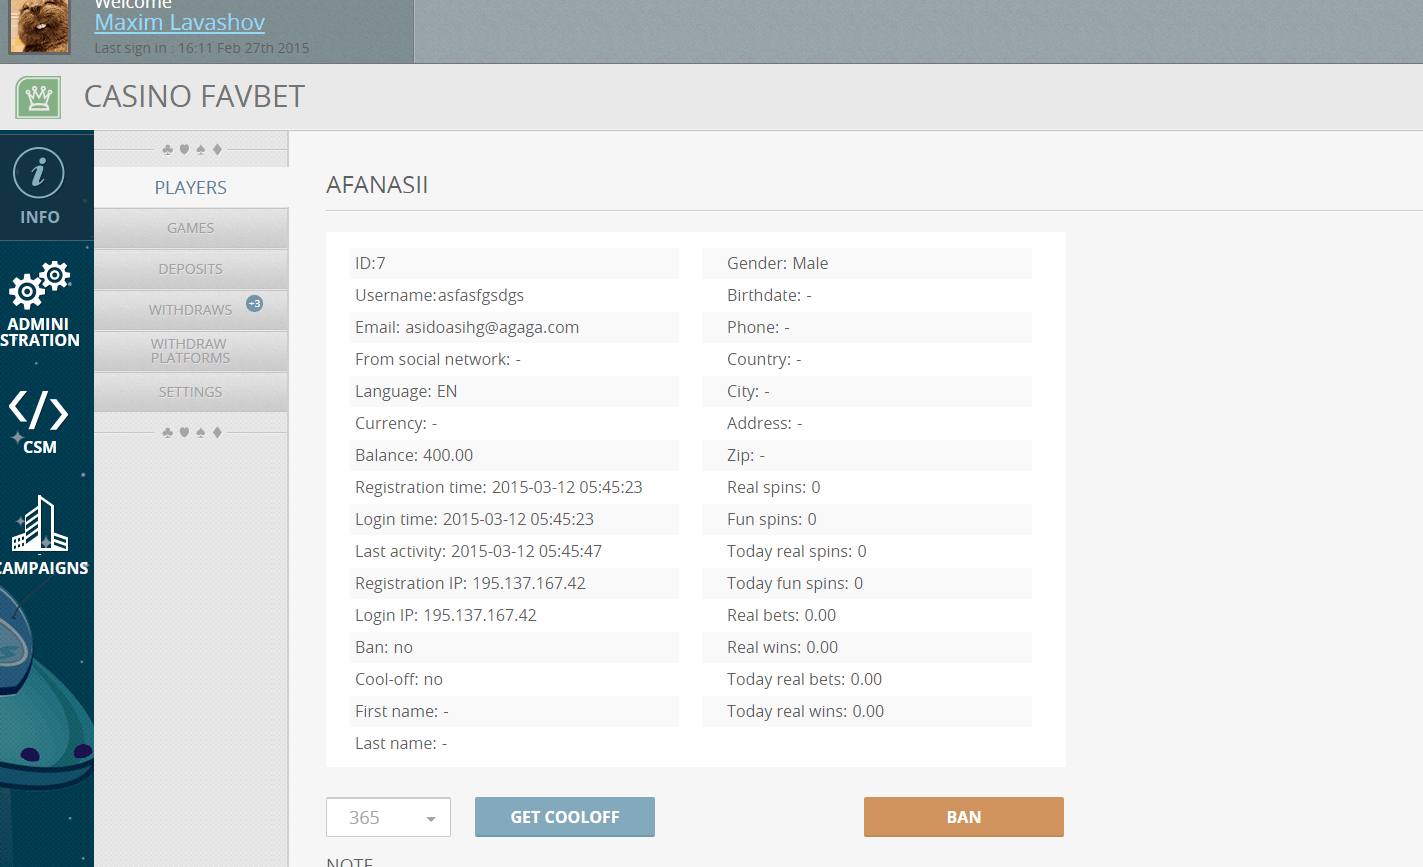 Welcome
Maxim Lavashov
Last sign in : 16:11 Feb 27th 2015
CASINO FAVBET
INFO
ADMINI
STRATION
CSM
CAMPAIGNS
PLAYERS
GAMES
DEPOSITS
WITHDRAWS +3
WITHDRAW
PLATFORMS
SETTINGS
AFANASII
ID:7
Username:asfasfgsdgs
Email: asidoasihg@agaga.com
From social network: -
Language: EN
Currency: -
Balance: 400.00
Registration time: 2015-03-12 05:45:23
Login time: 2015-03-12 05:45:23
Last activity: 2015-03-12 05:45:47
Registration IP: 195.137.167.42
Login IP: 195.137.167.42
Ban: no
Cool-off: no
First name: -
Last name: -
Gender: Male
Birthdate: -
Phone: -
Country: -
City: -
Address: -
Zip: -
Real spins: 0
Fun spins: 0
Today real spins: 0
Today fun spins: 0
Real bets: 0.00
Real wins: 0.00
Today real bets: 0.00
Today real wins: 0.00
365
GET COOLOFF
BAN
NOTE